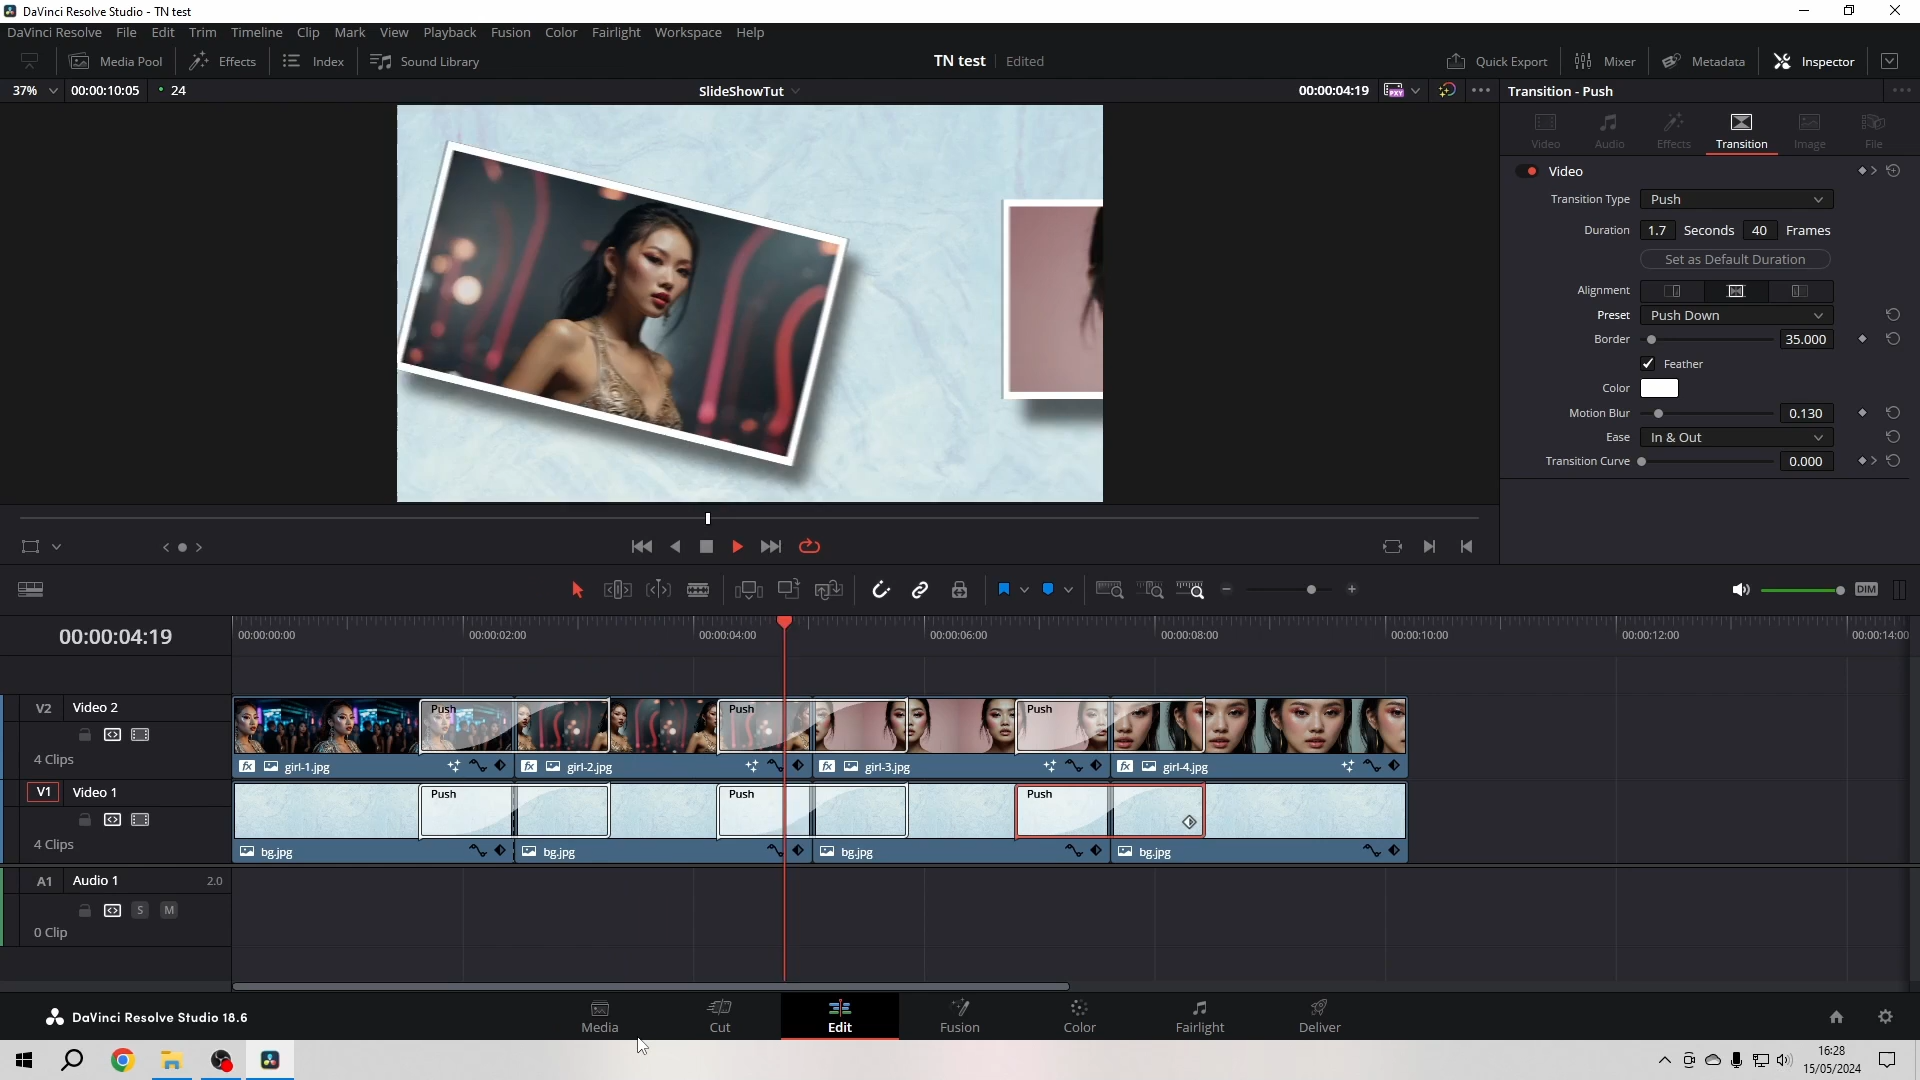 DaVinci Resolve Studio - TN test
DaVinci Resolve File Edit Trim Timeline Clip Mark View Playback Fusion Color Fairlight Workspace Help
Media Pool Effects Index Sound Library TN test Edited Quick Export Mixer Metadata Inspector
37% 00:00:10:05 24 SlideShowTut 00:00:04:19 PXY Transition - Push
Video Audio Effects Transition Image File
Video
Transition Type Push
Duration 1.7 Seconds 40 Frames
Set as Default Duration
Alignment
Preset Push Down
Border 35.000
Feather
Color
Motion Blur 0.130
Ease In & Out
Transition Curve 0.000
DIM
00:00:04:19 00:00:00:00 00:00:02:00 00:00:04:00 00:00:06:00 00:00:08:00 00:00:10:00 00:00:12:00 00:00:14:00
V2 Video 2 Push Push Push
4 Clips fx girl-1.jpg fx girl-2.jpg fx girl-3.jpg fx girl-4.jpg
V1 Video 1 Push Push Push
4 Clips bg.jpg bg.jpg bg.jpg bg.jpg
A1 Audio 1 2.0
S M
0 Clip
DaVinci Resolve Studio 18.6 Media Cut Edit Fusion Color Fairlight Deliver
16:28
15/05/2024